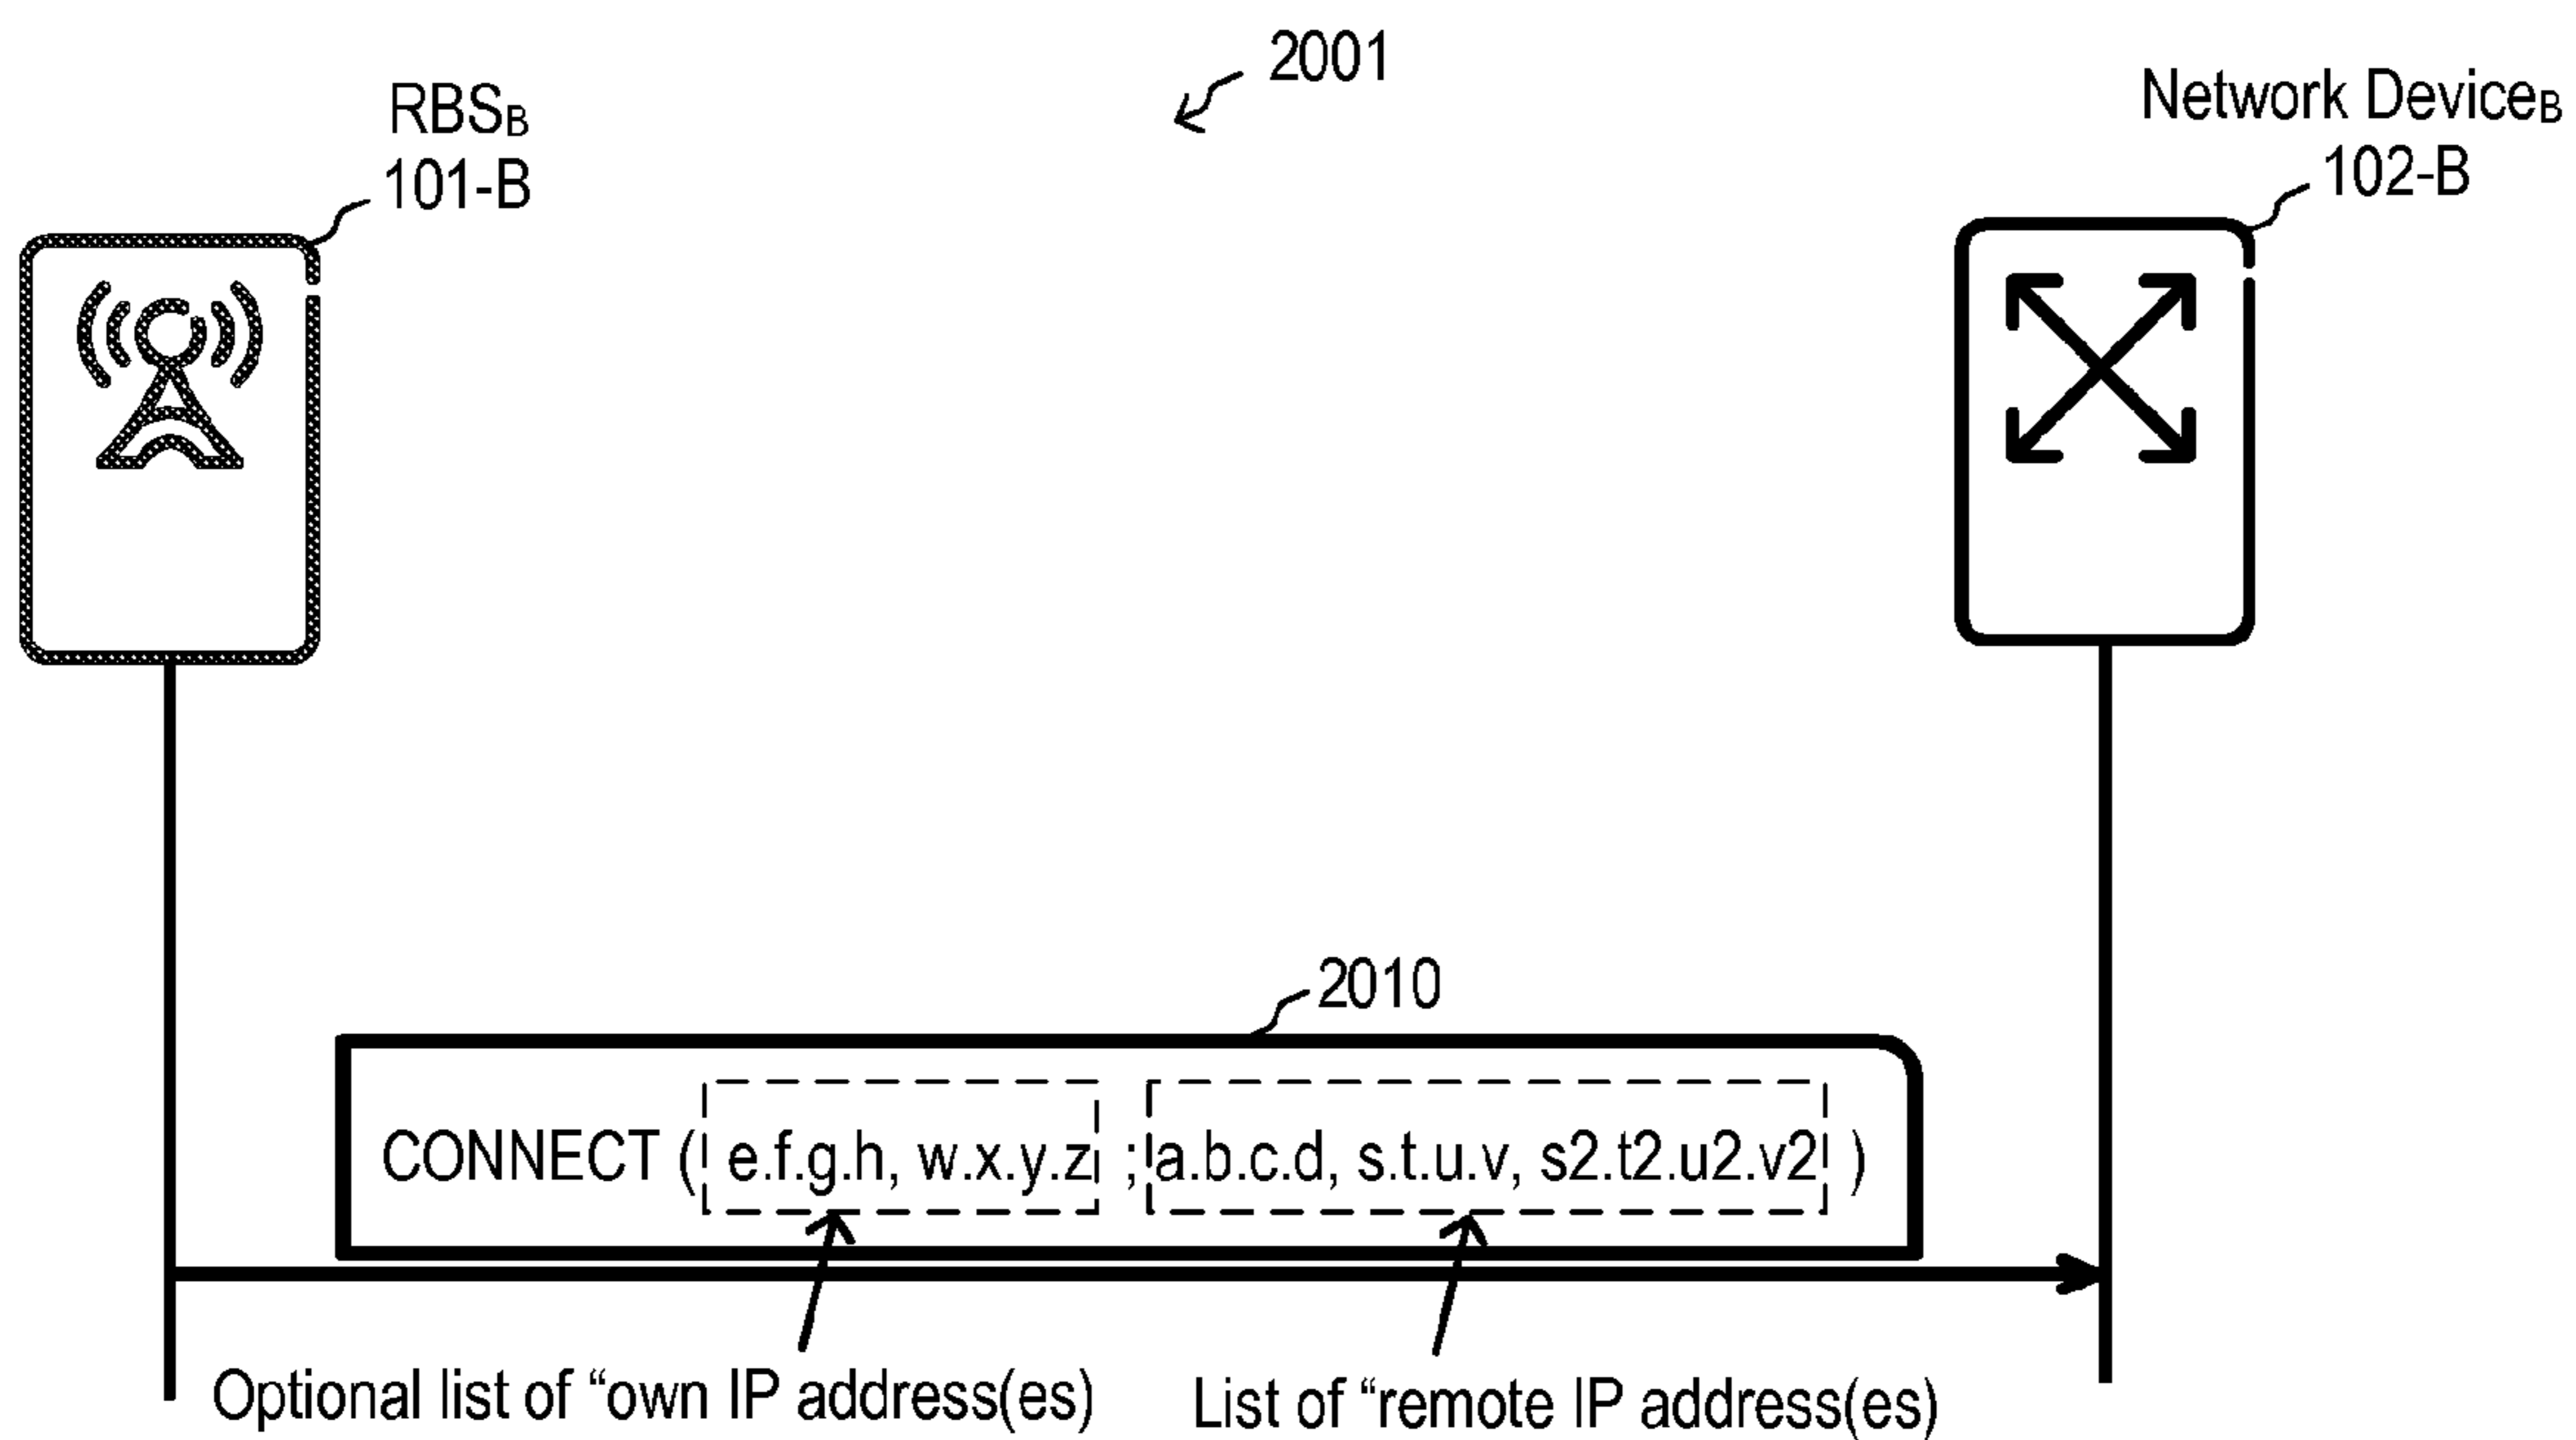 2001
RBSB
101-B
Network DeviceB
102-B
2010
CONNECT ( e.f.g.h, w.x.y.z ; a.b.c.d, s.t.u.v, s2.t2.u2.v2 )
Optional list of “own IP address(es)
List of “remote IP address(es)